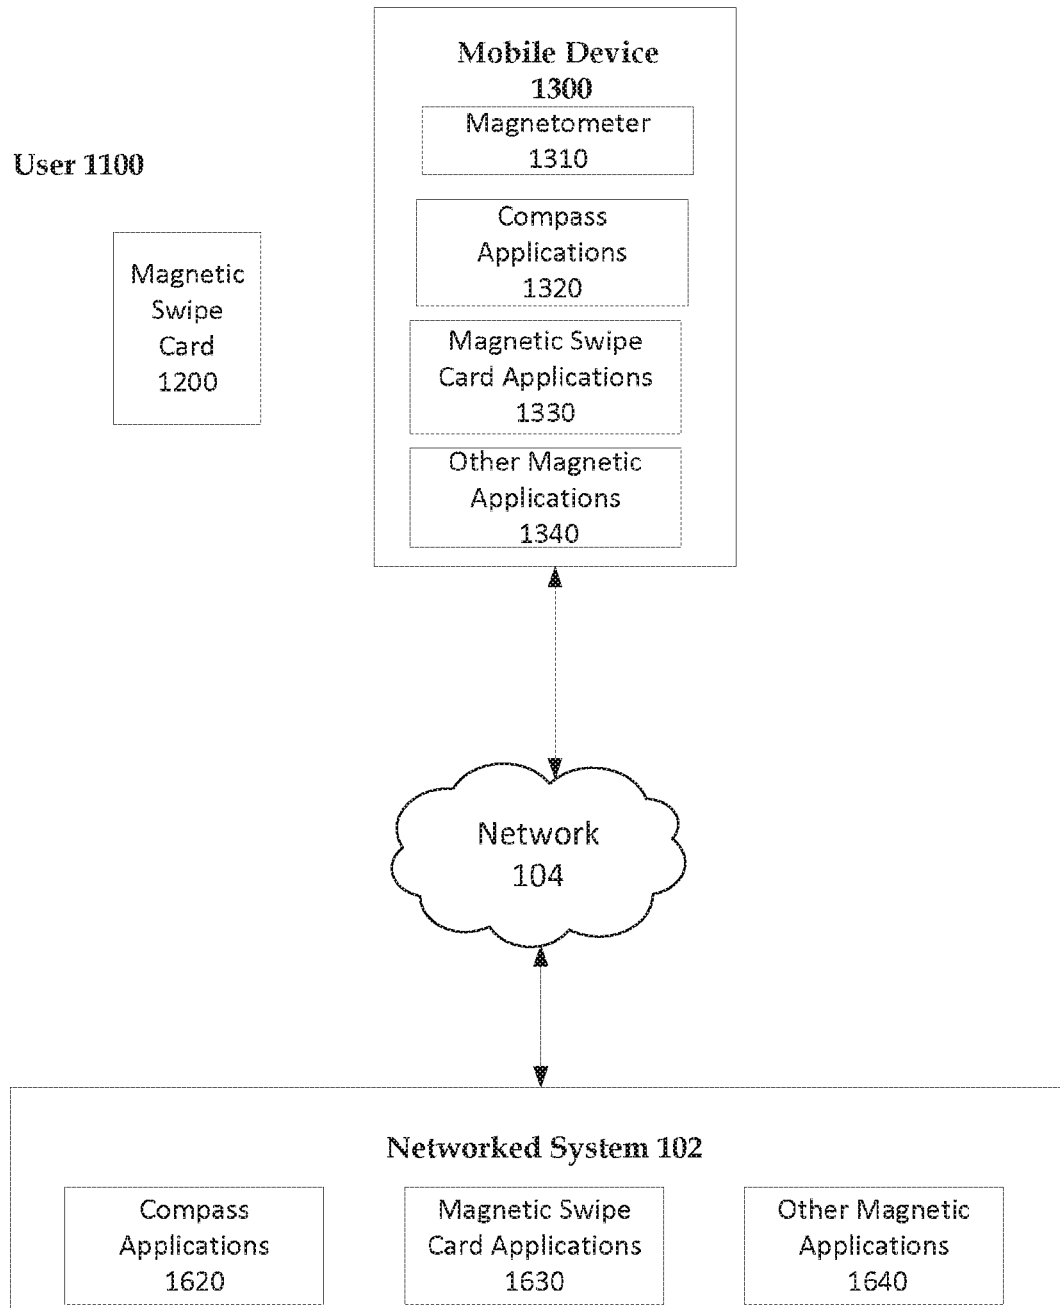 Mobile Device
1300
Magnetometer
1310
User 1100
Compass
Applications
1320
Magnetic
Swipe
Card
1200
Magnetic Swipe
Card Applications
1330
Other Magnetic
Applications
1340
Network
104
Networked System 102
Compass
Applications
1620
Magnetic Swipe
Card Applications
1630
Other Magnetic
Applications
1640